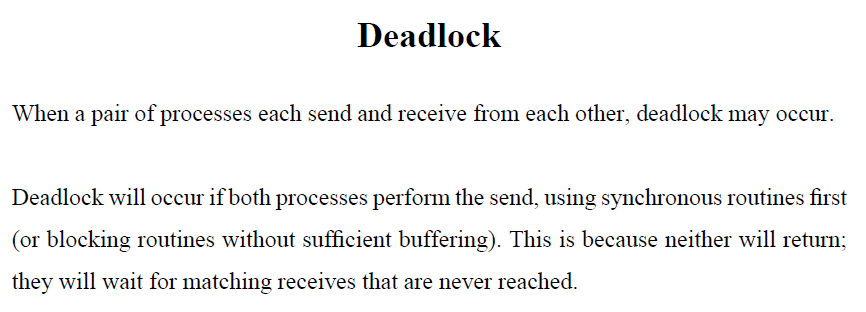 Deadlock
When a pair of processes each send and receive from each other, deadlock may occur.
Deadlock will occur if both processes perform the send, using synchronous routines first
(or blocking routines without sufficient buffering). This is because neither will return;
they will wait for matching receives that are never reached.